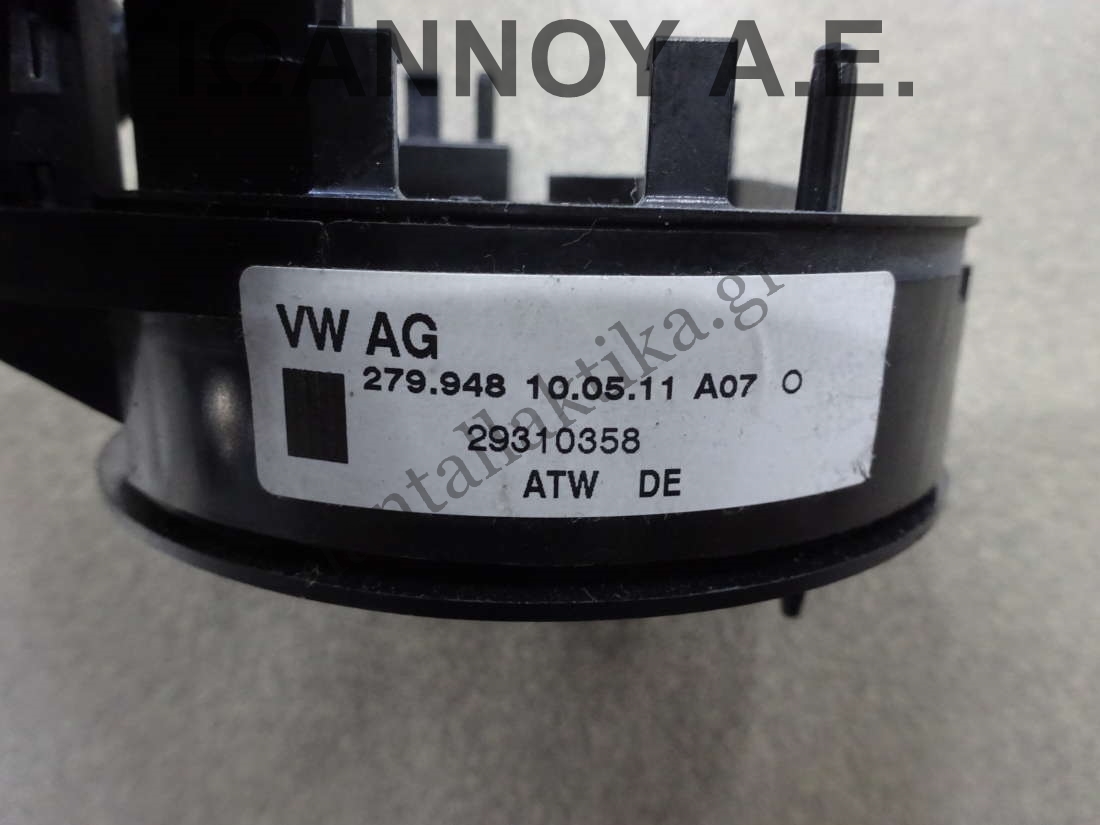 ΙΩΑΝΝΟΥ Α.Ε.
VW AG
279.948 10.05.11 A07 O
29310358
ATW DE
antallaktika.gr